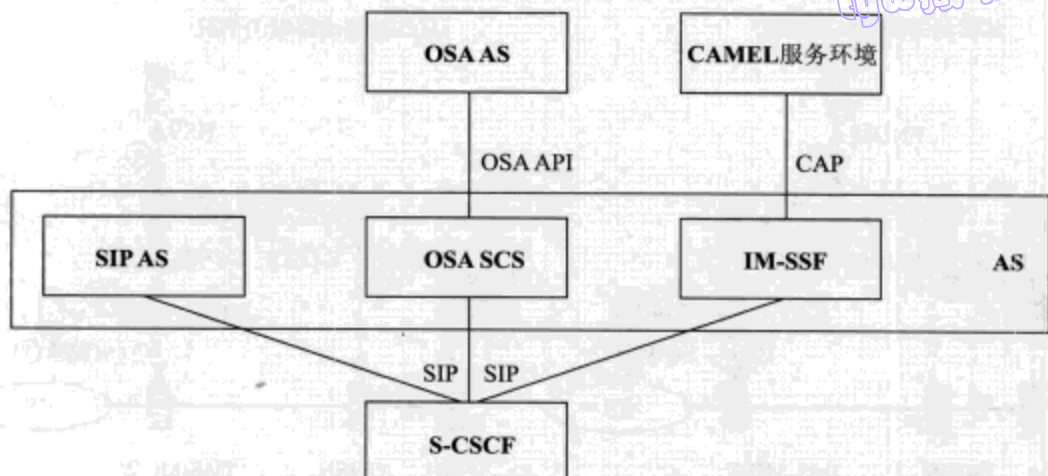 OSA AS
CAMEL服务环境
OSA API
CAP
SIP AS
OSA SCS
IM-SSF
AS
SIP
SIP
S-CSCF